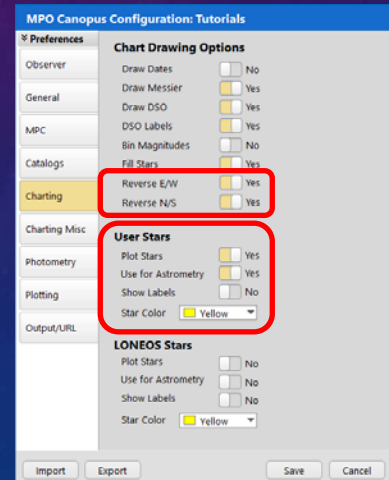 MPO Canopus Configuration: Tutorials
Preferences
Observer
General
MPC
Catalogs
Charting
Charting Misc
Photometry
Plotting
Output/URL
Chart Drawing Options
Draw Dates No
Draw Messier Yes
Draw DSO Yes
DSO Labels Yes
Bin Magnitudes No
Fill Stars Yes
Reverse E/W Yes
Reverse N/S Yes
User Stars
Plot Stars Yes
Use for Astrometry Yes
Show Labels No
Star Color Yellow
LONEOS Stars
Plot Stars No
Use for Astrometry No
Show Labels No
Star Color Yellow
Import Export Save Cancel